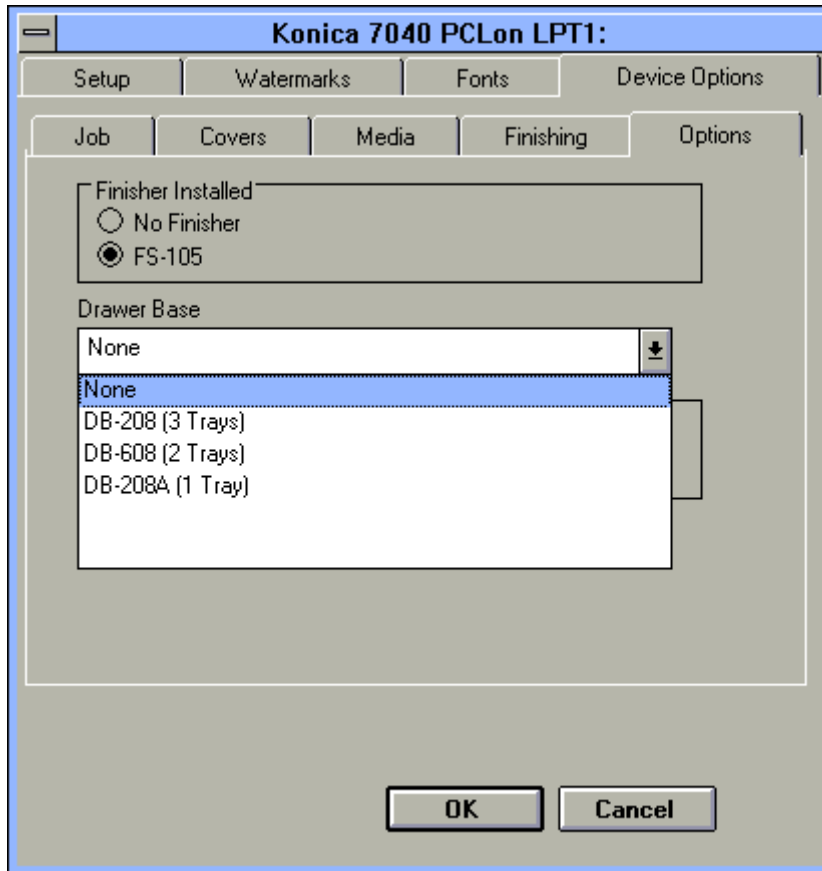 Konica 7040 PCLon LPT1:
Setup Watermarks Fonts Device Options
Job Covers Media Finishing Options
Finisher Installed
No Finisher
FS-105
Drawer Base
None
None
DB-208 (3 Trays)
DB-608 (2 Trays)
DB-208A (1 Tray)
OK Cancel